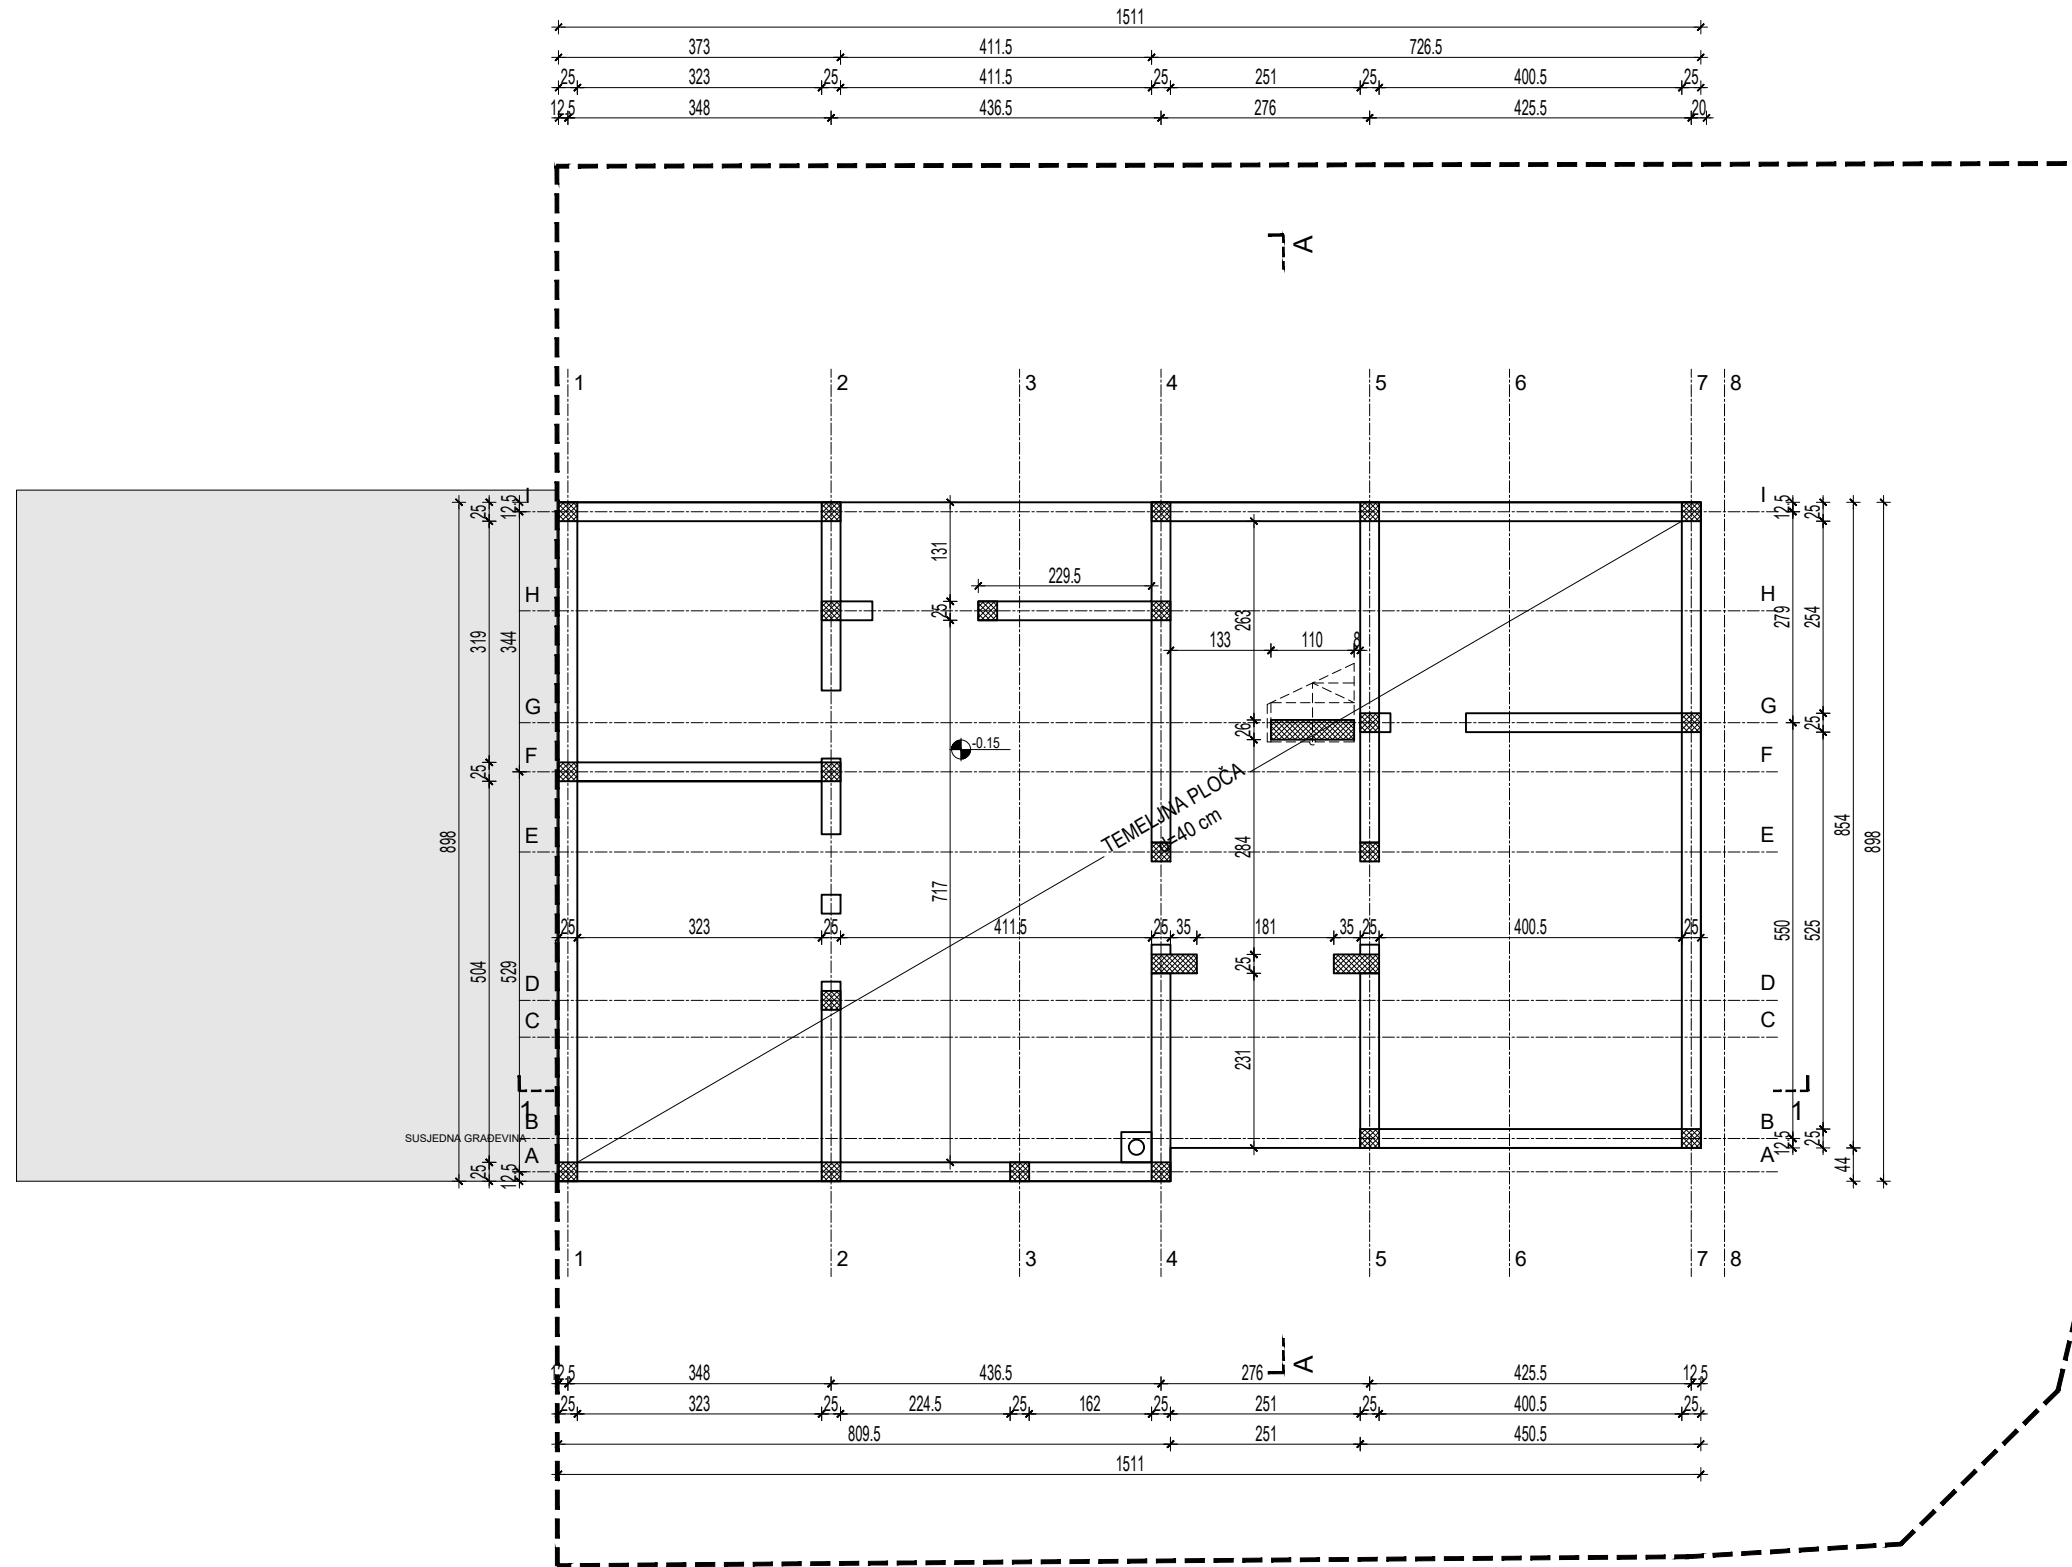 1511
373 411.5 726.5
25 323 25 411.5 25 251 25 400.5 25
12.5 348 436.5 276 425.5 20
A
1 2 3 4 5 6 7 8
I I
25 12.5 12.5 25
131
H 229.5 H
25 263 279 254
319 344 133 110 8
G G
26 25
-0.15
F F
25
TEMELJNA PLOČA
d=40 cm
E E
898 284 854 898
717
25 323 25 411.5 25 35 181 35 25 400.5 25
550 525
504 529 25
D D
C C
231
1 1
B B
SUSJEDNA GRAĐEVINA
12.5 25
A A
25 12.5 44
1 2 3 4 5 6 7 8
A
12.5 348 436.5 276 425.5 12.5
25 323 25 224.5 25 162 25 251 25 400.5 25
809.5 251 450.5
1511